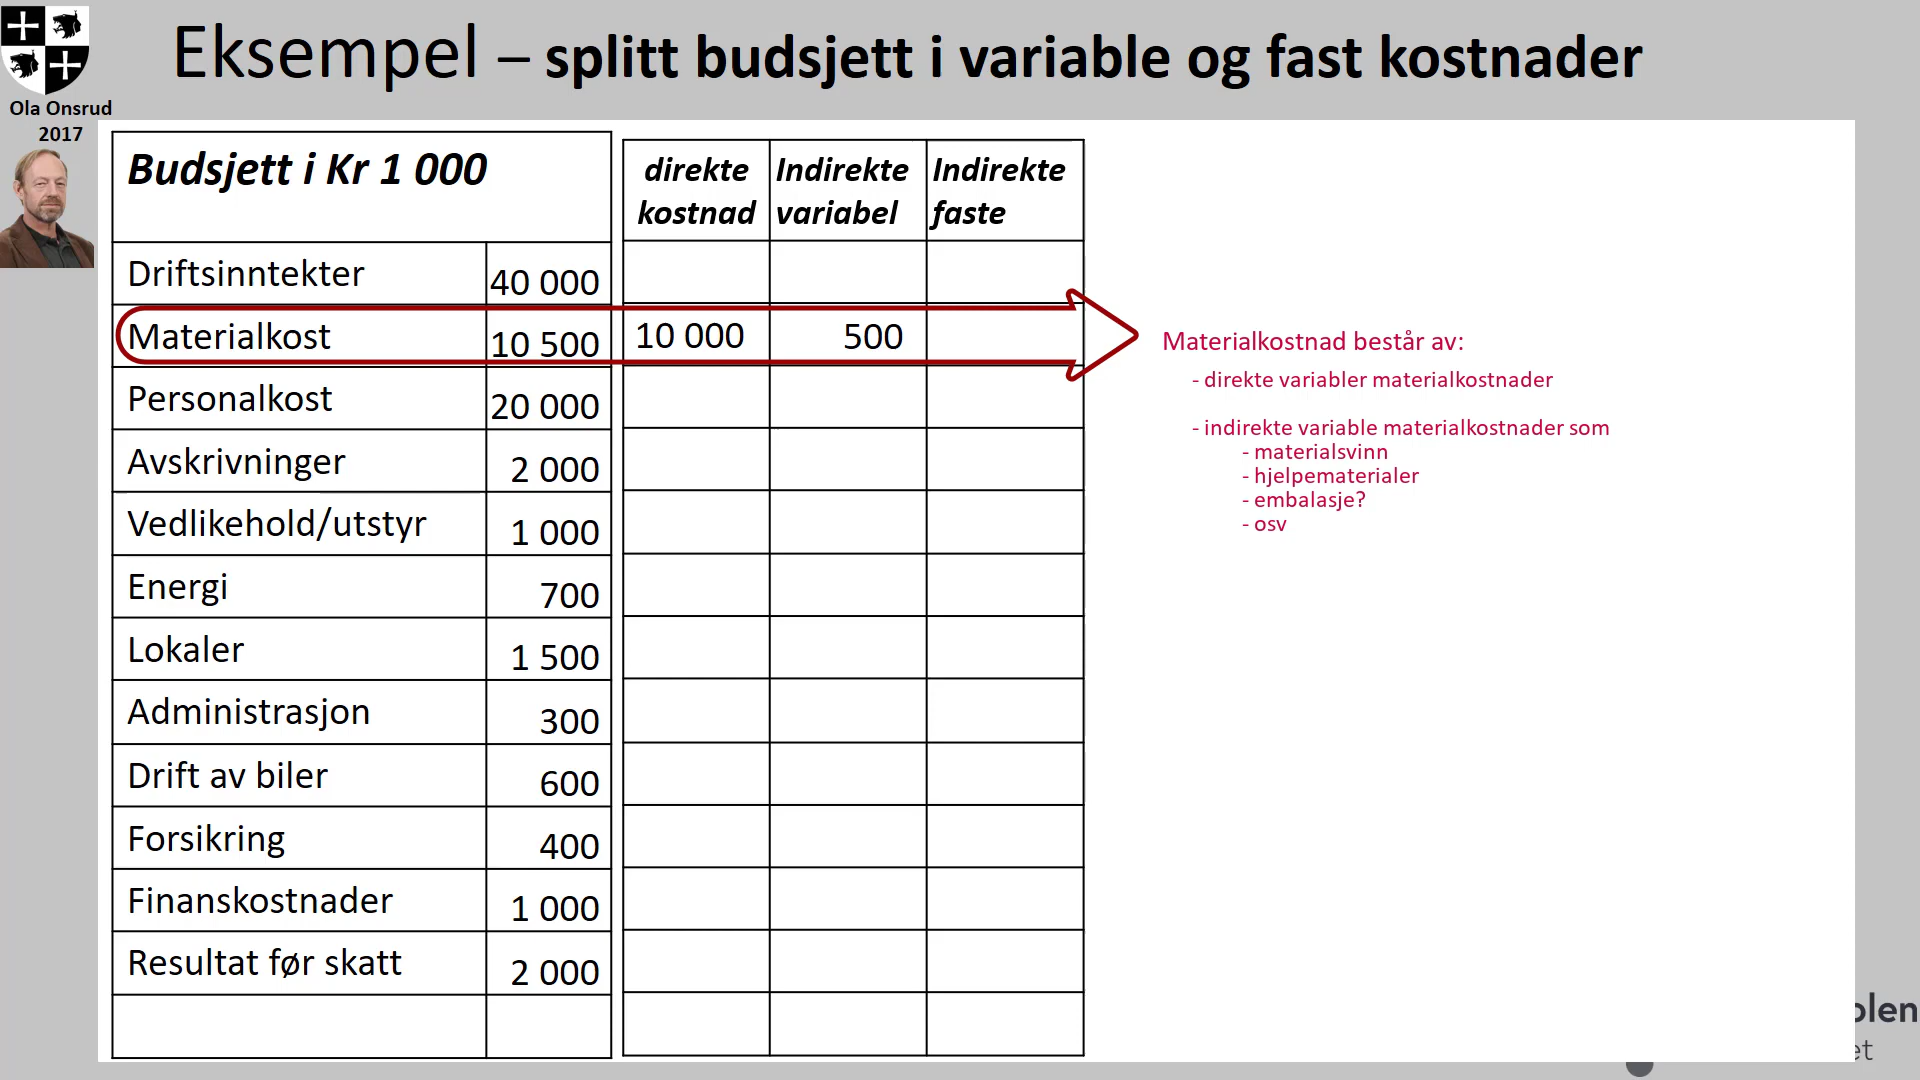 Eksempel – splitt budsjett i variable og fast kostnader
Ola Onsrud
2017
Budsjett i Kr 1 000
direkte kostnad
Indirekte variabel
Indirekte faste
Driftsinntekter 40 000
Materialkost 10 500 10 000 500
Personalkost 20 000
Avskrivninger 2 000
Vedlikehold/utstyr 1 000
Energi 700
Lokaler 1 500
Administrasjon 300
Drift av biler 600
Forsikring 400
Finanskostnader 1 000
Resultat før skatt 2 000
Materialkostnad består av:
- direkte variabler materialkostnader
- indirekte variable materialkostnader som
- materialsvinn
- hjelpematerialer
- embalasje?
- osv
olen
et